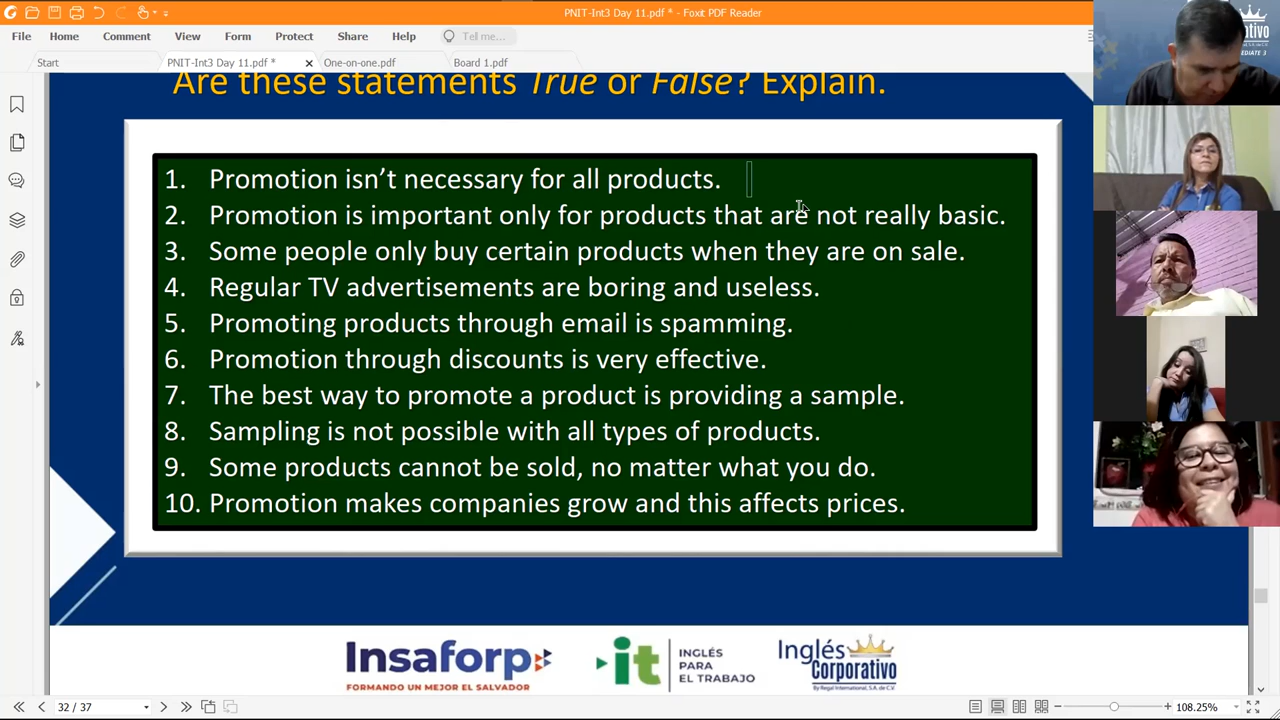 PNIT-Int3 Day 11.pdf * - Foxit PDF Reader
File Home Comment View Form Protect Share Help Tell me...
Start PNIT-Int3 Day 11.pdf * One-on-one.pdf Board 1.pdf
Are these statements True or False? Explain.
1. Promotion isn’t necessary for all products.
2. Promotion is important only for products that are not really basic.
3. Some people only buy certain products when they are on sale.
4. Regular TV advertisements are boring and useless.
5. Promoting products through email is spamming.
6. Promotion through discounts is very effective.
7. The best way to promote a product is providing a sample.
8. Sampling is not possible with all types of products.
9. Some products cannot be sold, no matter what you do.
10. Promotion makes companies grow and this affects prices.
Insaforp
FORMANDO UN MEJOR EL SALVADOR
it
INGLÉS
PARA
EL TRABAJO
Inglés
Corporativo
By Regal International, S.A. de C.V.
32 / 37
108.25%